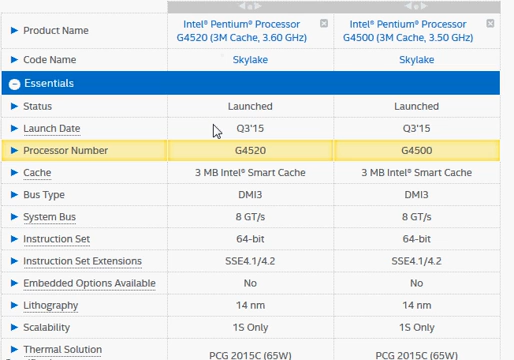 Product Name
Intel® Pentium® Processor G4520 (3M Cache, 3.60 GHz)
Intel® Pentium® Processor G4500 (3M Cache, 3.50 GHz)
Code Name Skylake Skylake
Essentials
Status Launched Launched
Launch Date Q3'15 Q3'15
Processor Number G4520 G4500
Cache 3 MB Intel® Smart Cache 3 MB Intel® Smart Cache
Bus Type DMI3 DMI3
System Bus 8 GT/s 8 GT/s
Instruction Set 64-bit 64-bit
Instruction Set Extensions SSE4.1/4.2 SSE4.1/4.2
Embedded Options Available No No
Lithography 14 nm 14 nm
Scalability 1S Only 1S Only
Thermal Solution PCG 2015C (65W) PCG 2015C (65W)